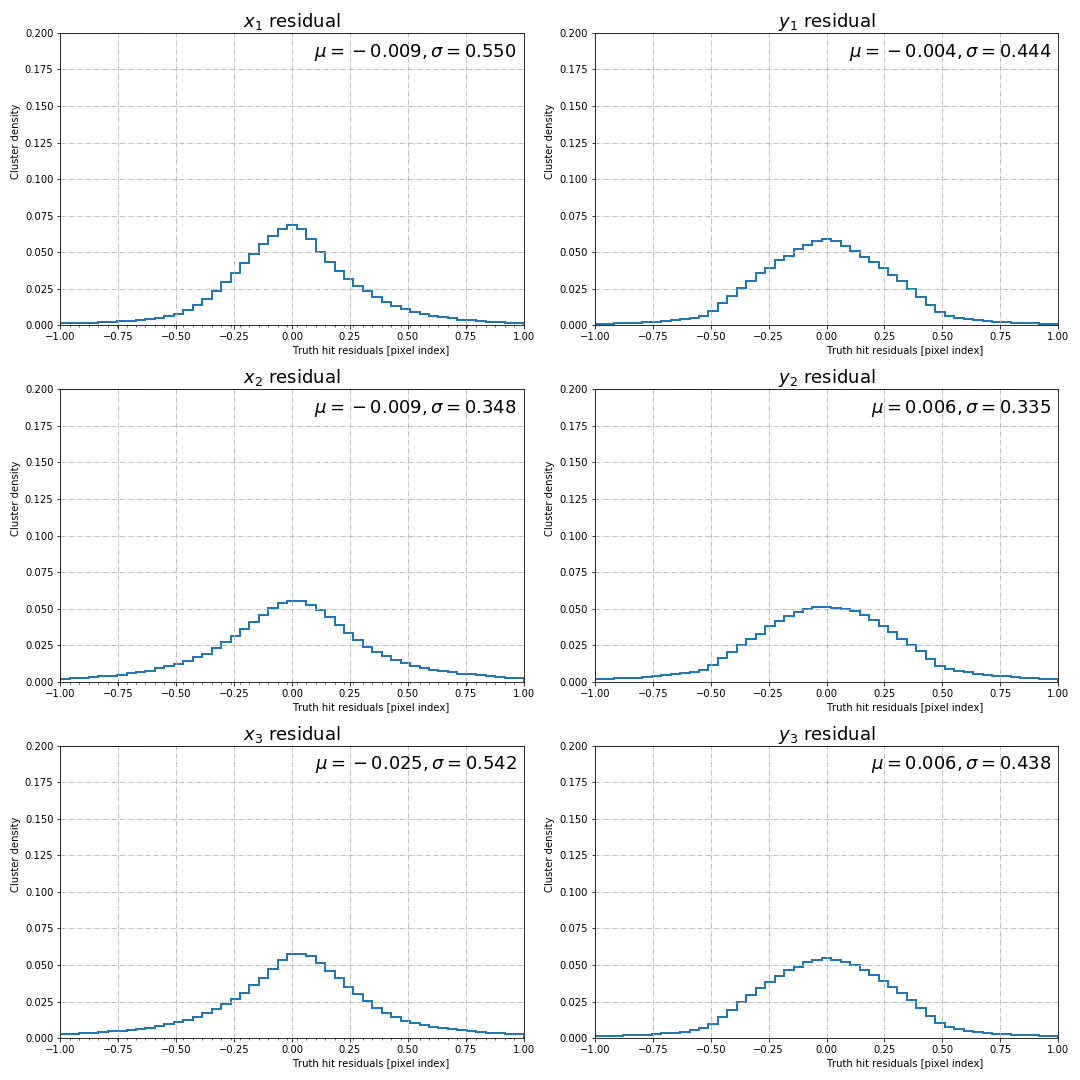 x₁ residual
μ = −0.009, σ = 0.550
Cluster density
0.200
0.175
0.150
0.125
0.100
0.075
0.050
0.025
0.000
−1.00 −0.75 −0.50 −0.25 0.00 0.25 0.50 0.75 1.00
Truth hit residuals [pixel index]
y₁ residual
μ = −0.004, σ = 0.444
Cluster density
0.200
0.175
0.150
0.125
0.100
0.075
0.050
0.025
0.000
−1.00 −0.75 −0.50 −0.25 0.00 0.25 0.50 0.75 1.00
Truth hit residuals [pixel index]
x₂ residual
μ = −0.009, σ = 0.348
Cluster density
0.200
0.175
0.150
0.125
0.100
0.075
0.050
0.025
0.000
−1.00 −0.75 −0.50 −0.25 0.00 0.25 0.50 0.75 1.00
Truth hit residuals [pixel index]
y₂ residual
μ = 0.006, σ = 0.335
Cluster density
0.200
0.175
0.150
0.125
0.100
0.075
0.050
0.025
0.000
−1.00 −0.75 −0.50 −0.25 0.00 0.25 0.50 0.75 1.00
Truth hit residuals [pixel index]
x₃ residual
μ = −0.025, σ = 0.542
Cluster density
0.200
0.175
0.150
0.125
0.100
0.075
0.050
0.025
0.000
−1.00 −0.75 −0.50 −0.25 0.00 0.25 0.50 0.75 1.00
Truth hit residuals [pixel index]
y₃ residual
μ = 0.006, σ = 0.438
Cluster density
0.200
0.175
0.150
0.125
0.100
0.075
0.050
0.025
0.000
−1.00 −0.75 −0.50 −0.25 0.00 0.25 0.50 0.75 1.00
Truth hit residuals [pixel index]